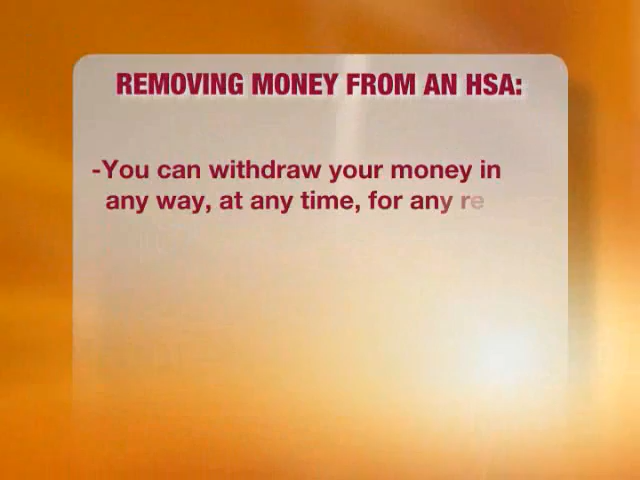 REMOVING MONEY FROM AN HSA:
-You can withdraw your money in
any way, at any time, for any re